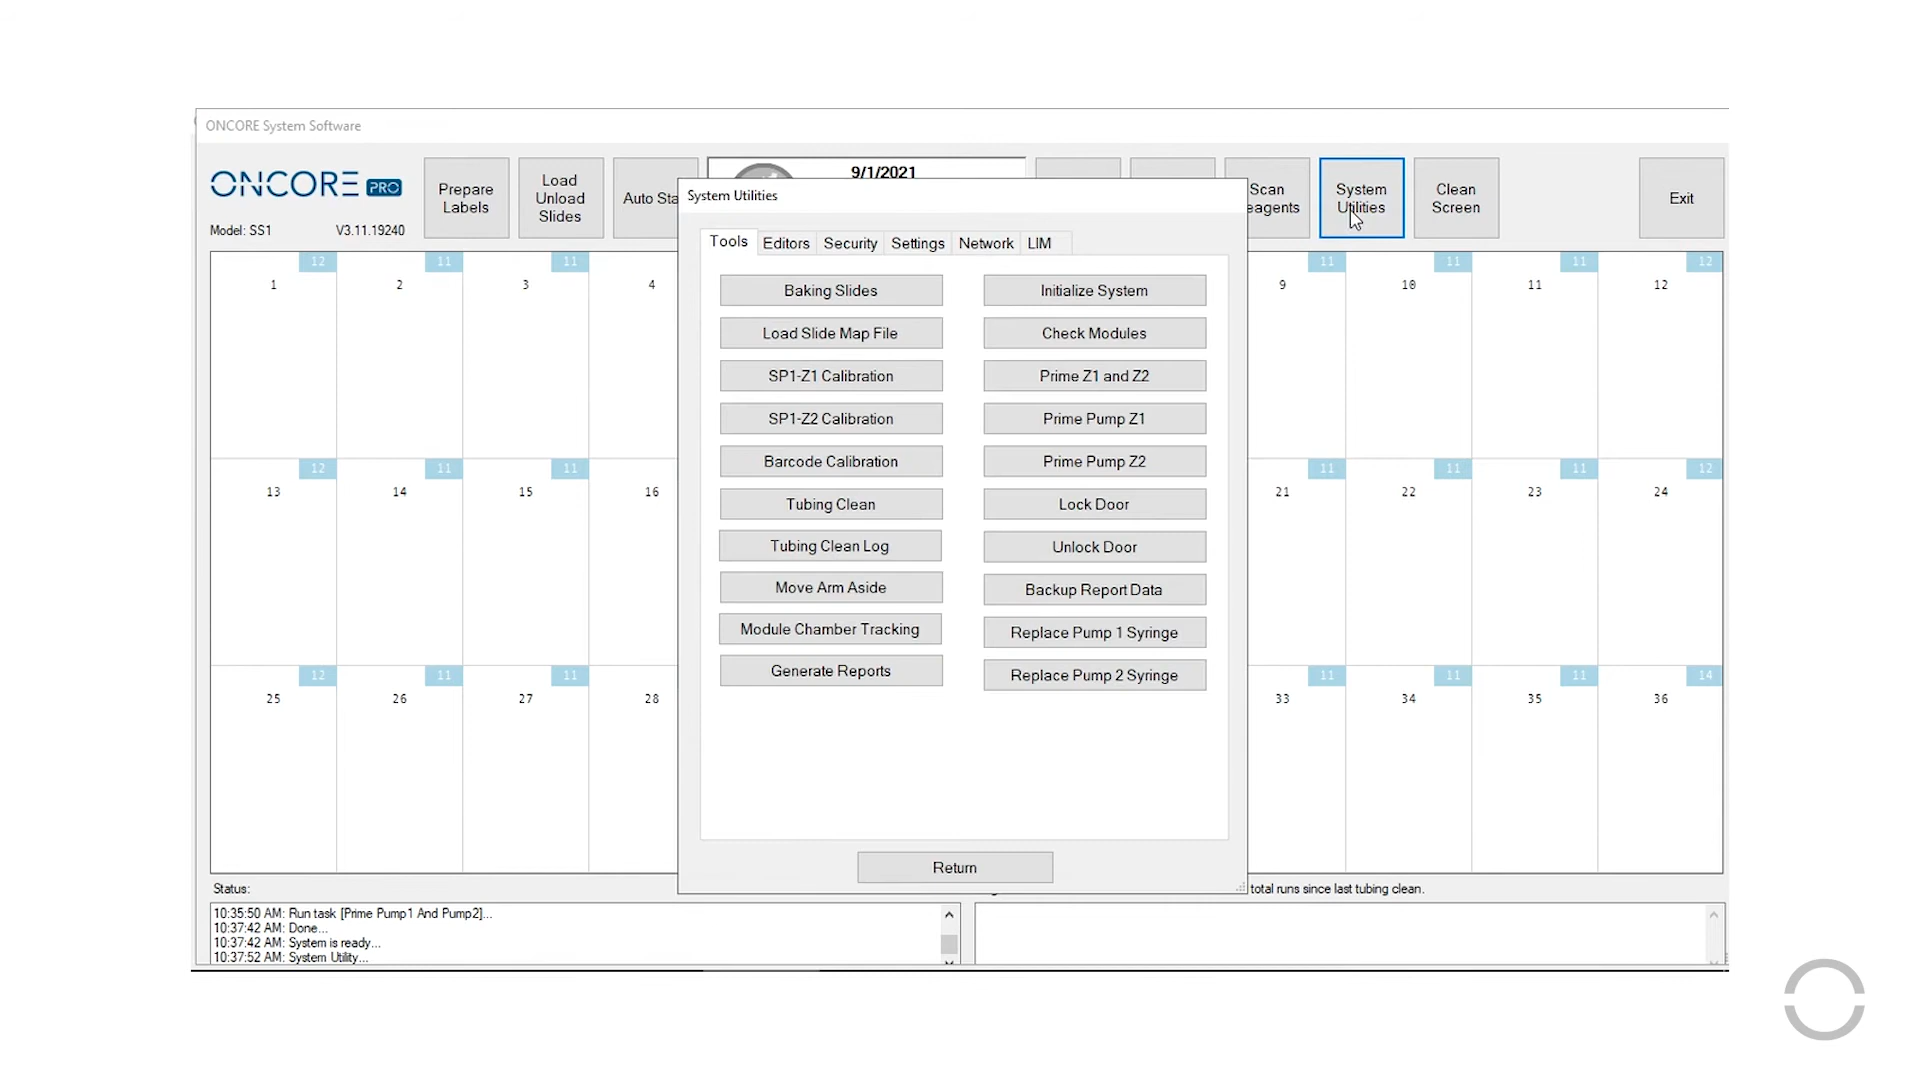 ONCORE System Software
ONCORE PRO
Model: SS1
V3.11.19240
Prepare
Labels
Load
Unload
Slides
Auto Sta
9/1/2021
Scan
eagents
System
Utilities
Clean
Screen
Exit
System Utilities
Tools Editors Security Settings Network LIM
Baking Slides
Load Slide Map File
SP1-Z1 Calibration
SP1-Z2 Calibration
Barcode Calibration
Tubing Clean
Tubing Clean Log
Move Arm Aside
Module Chamber Tracking
Generate Reports
Initialize System
Check Modules
Prime Z1 and Z2
Prime Pump Z1
Prime Pump Z2
Lock Door
Unlock Door
Backup Report Data
Replace Pump 1 Syringe
Replace Pump 2 Syringe
Return
12 11 11 11 11 11 12
1 2 3 4 9 10 11 12
12 11 11 11 11 11 12
13 14 15 16 21 22 23 24
12 11 11 11 11 11 14
25 26 27 28 33 34 35 36
Status:
total runs since last tubing clean.
10:35:50 AM: Run task [Prime Pump1 And Pump2]...
10:37:42 AM: Done...
10:37:42 AM: System is ready...
10:37:52 AM: System Utility...